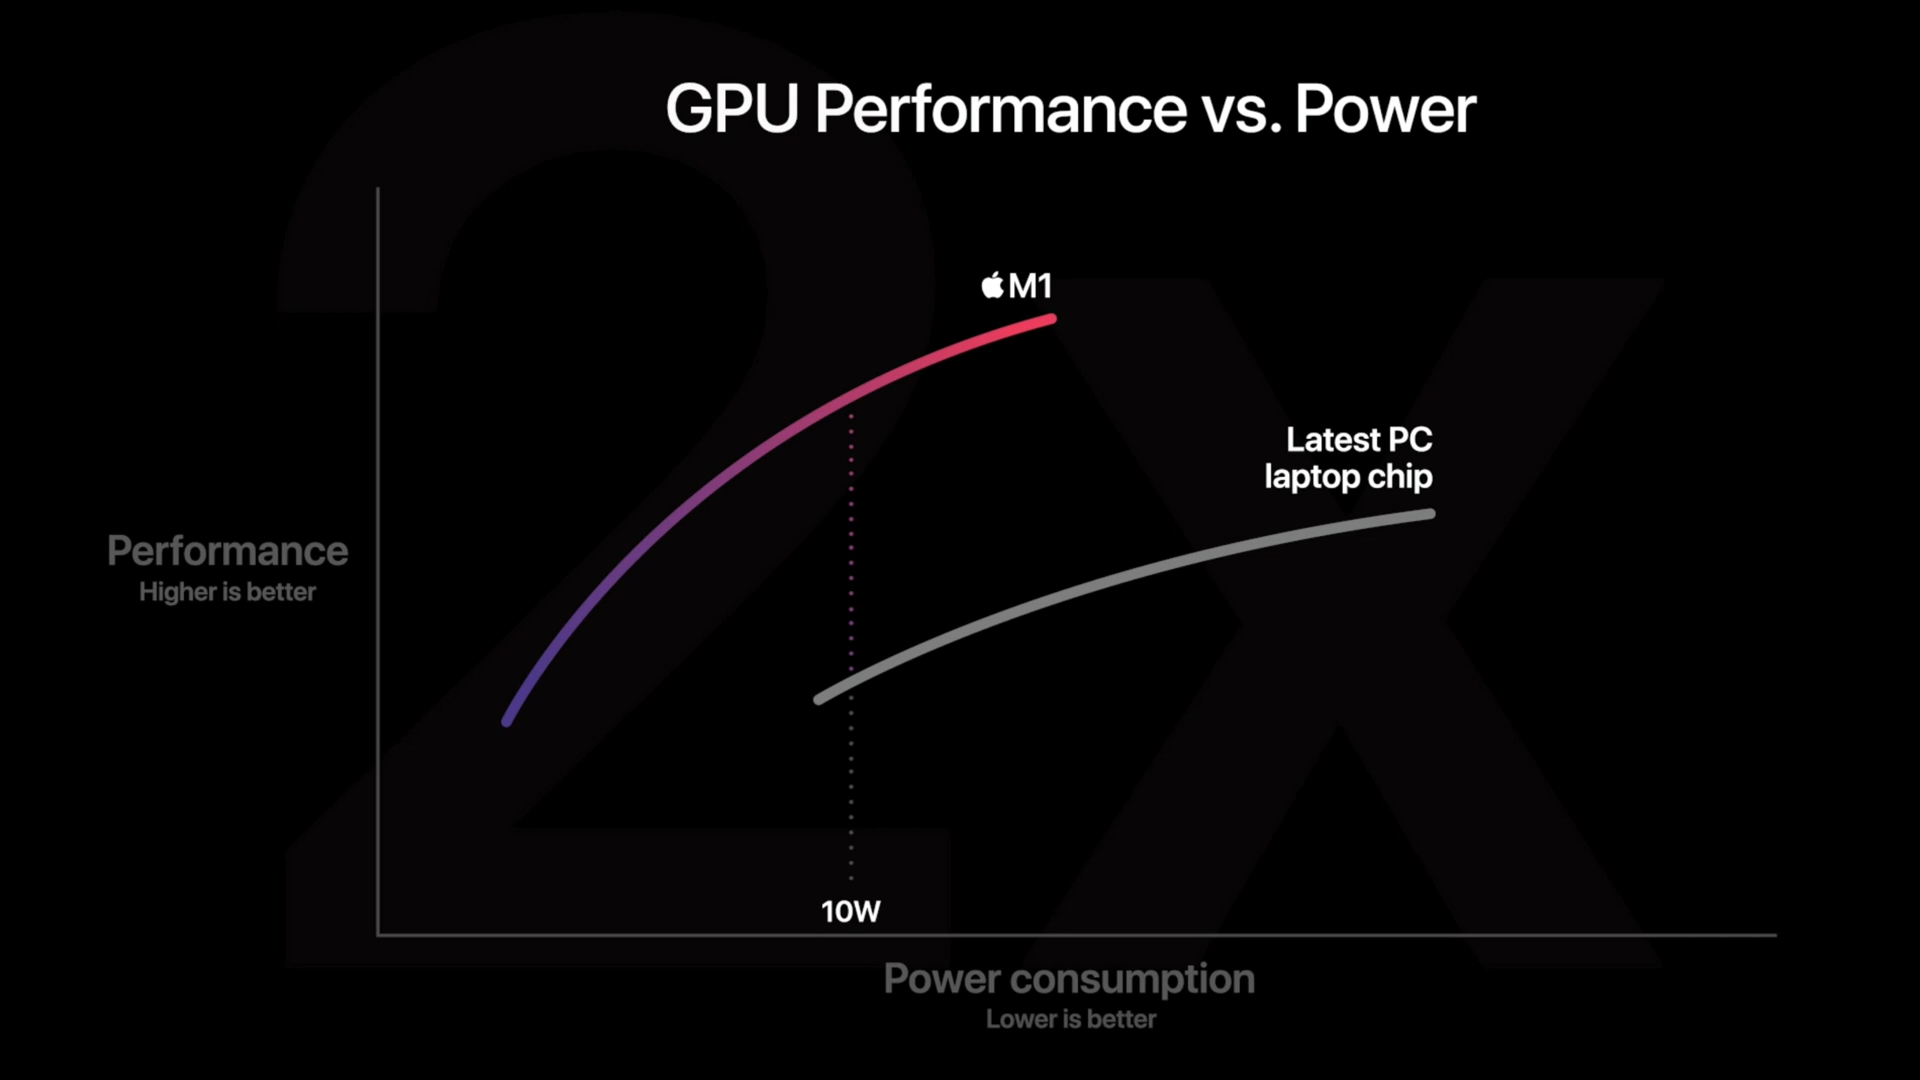 GPU Performance vs. Power
M1
Latest PC
laptop chip
Performance
Higher is better
10W
Power consumption
Lower is better
2x